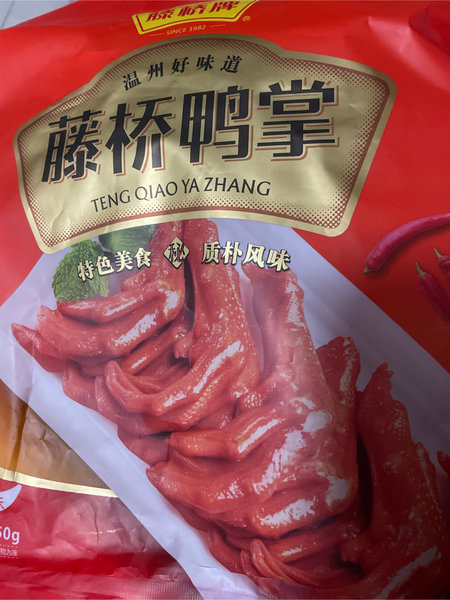 藤桥牌
SINCE 1982
®
温州好味道
藤桥鸭掌
TENG QIAO YA ZHANG
特色美食 秘 质朴风味